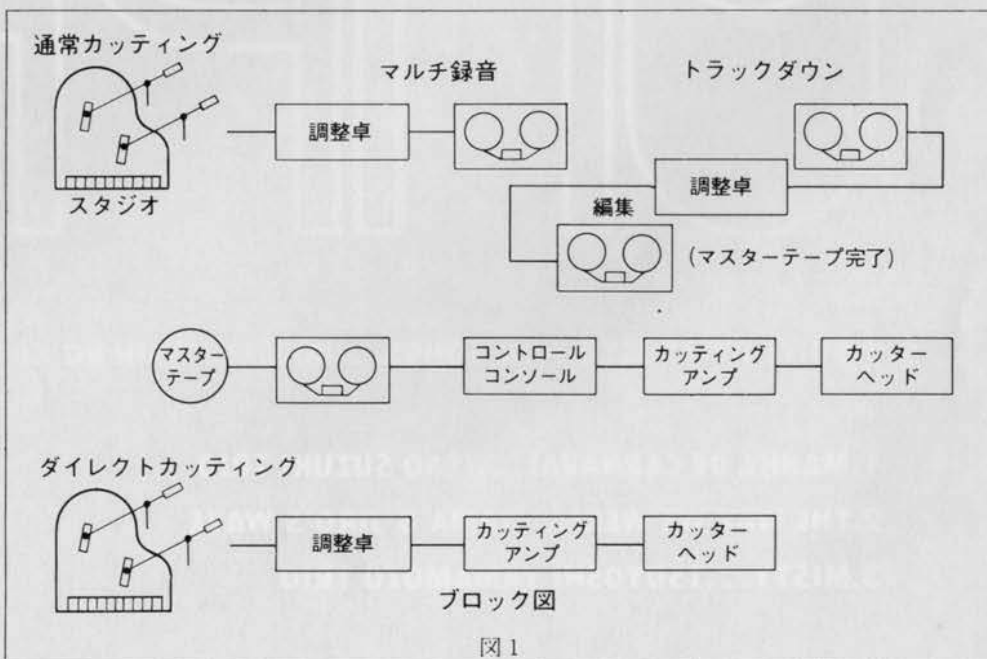 通常カッティング
マルチ録音
トラックダウン
調整卓
調整卓
スタジオ
編集
(マスターテープ完了)
マスター
テープ
コントロール
コンソール
カッティング
アンプ
カッター
ヘッド
ダイレクトカッティング
調整卓
カッティング
アンプ
カッター
ヘッド
ブロック図
図1